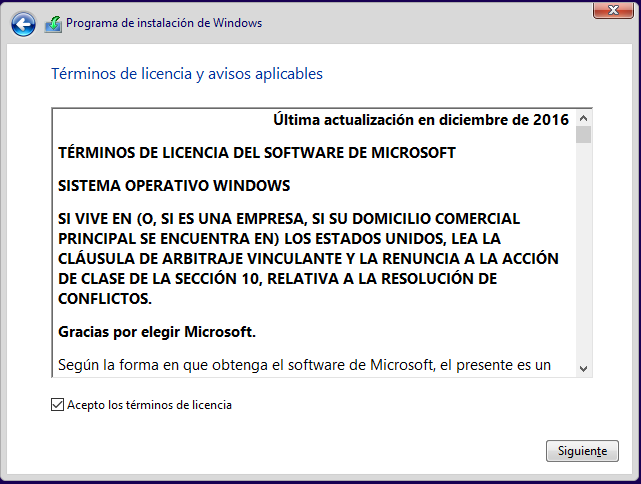 Programa de instalación de Windows
Términos de licencia y avisos aplicables
Última actualización en diciembre de 2016
TÉRMINOS DE LICENCIA DEL SOFTWARE DE MICROSOFT
SISTEMA OPERATIVO WINDOWS
SI VIVE EN (O, SI ES UNA EMPRESA, SI SU DOMICILIO COMERCIAL
PRINCIPAL SE ENCUENTRA EN) LOS ESTADOS UNIDOS, LEA LA
CLÁUSULA DE ARBITRAJE VINCULANTE Y LA RENUNCIA A LA ACCIÓN
DE CLASE DE LA SECCIÓN 10, RELATIVA A LA RESOLUCIÓN DE
CONFLICTOS.
Gracias por elegir Microsoft.
Según la forma en que obtenga el software de Microsoft, el presente es un
Acepto los términos de licencia
Siguiente